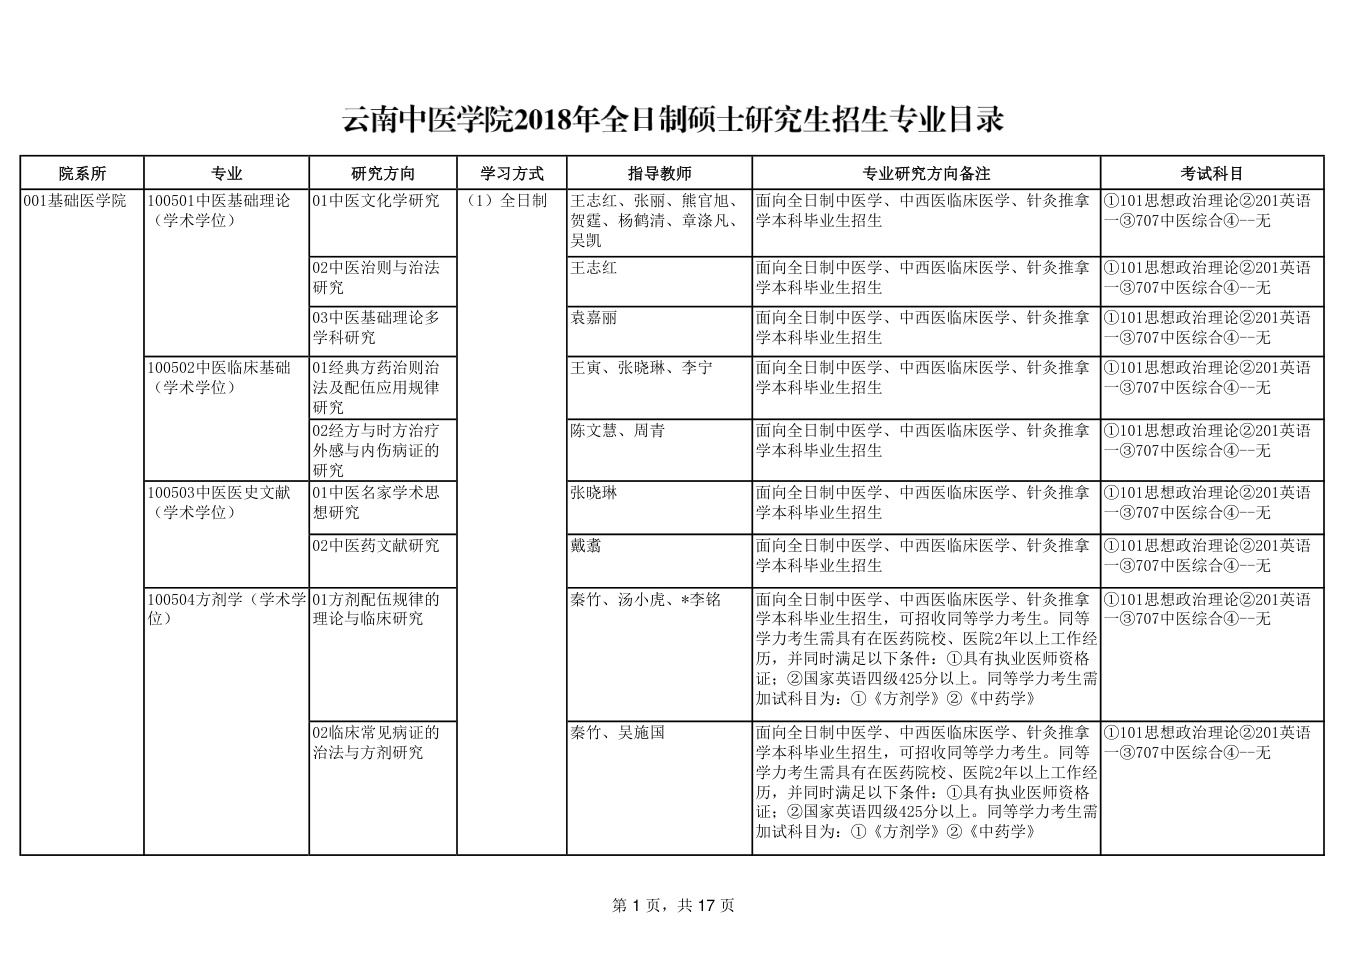 云南中医学院2018年全日制硕士研究生招生专业目录
院系所
专业
研究方向
学习方式
指导教师
专业研究方向备注
考试科目
001基础医学院
100501中医基础理论
（学术学位）
01中医文化学研究
（1）全日制
王志红、张丽、熊官旭、
贺霆、杨鹤清、章涤凡、
吴凯
面向全日制中医学、中西医临床医学、针灸推拿
学本科毕业生招生
①101思想政治理论②201英语
一③707中医综合④--无
02中医治则与治法
研究
王志红
面向全日制中医学、中西医临床医学、针灸推拿
学本科毕业生招生
①101思想政治理论②201英语
一③707中医综合④--无
03中医基础理论多
学科研究
袁嘉丽
面向全日制中医学、中西医临床医学、针灸推拿
学本科毕业生招生
①101思想政治理论②201英语
一③707中医综合④--无
100502中医临床基础
（学术学位）
01经典方药治则治
法及配伍应用规律
研究
王寅、张晓琳、李宁
面向全日制中医学、中西医临床医学、针灸推拿
学本科毕业生招生
①101思想政治理论②201英语
一③707中医综合④--无
02经方与时方治疗
外感与内伤病证的
研究
陈文慧、周青
面向全日制中医学、中西医临床医学、针灸推拿
学本科毕业生招生
①101思想政治理论②201英语
一③707中医综合④--无
100503中医医史文献
（学术学位）
01中医名家学术思
想研究
张晓琳
面向全日制中医学、中西医临床医学、针灸推拿
学本科毕业生招生
①101思想政治理论②201英语
一③707中医综合④--无
02中医药文献研究
戴翥
面向全日制中医学、中西医临床医学、针灸推拿
学本科毕业生招生
①101思想政治理论②201英语
一③707中医综合④--无
100504方剂学（学术学
位）
01方剂配伍规律的
理论与临床研究
秦竹、汤小虎、*李铭
面向全日制中医学、中西医临床医学、针灸推拿
学本科毕业生招生，可招收同等学力考生。同等
学力考生需具有在医药院校、医院2年以上工作经
历，并同时满足以下条件：①具有执业医师资格
证；②国家英语四级425分以上。同等学力考生需
加试科目为：①《方剂学》②《中药学》
①101思想政治理论②201英语
一③707中医综合④--无
02临床常见病证的
治法与方剂研究
秦竹、吴施国
面向全日制中医学、中西医临床医学、针灸推拿
学本科毕业生招生，可招收同等学力考生。同等
学力考生需具有在医药院校、医院2年以上工作经
历，并同时满足以下条件：①具有执业医师资格
证；②国家英语四级425分以上。同等学力考生需
加试科目为：①《方剂学》②《中药学》
①101思想政治理论②201英语
一③707中医综合④--无
第 1 页，共 17 页